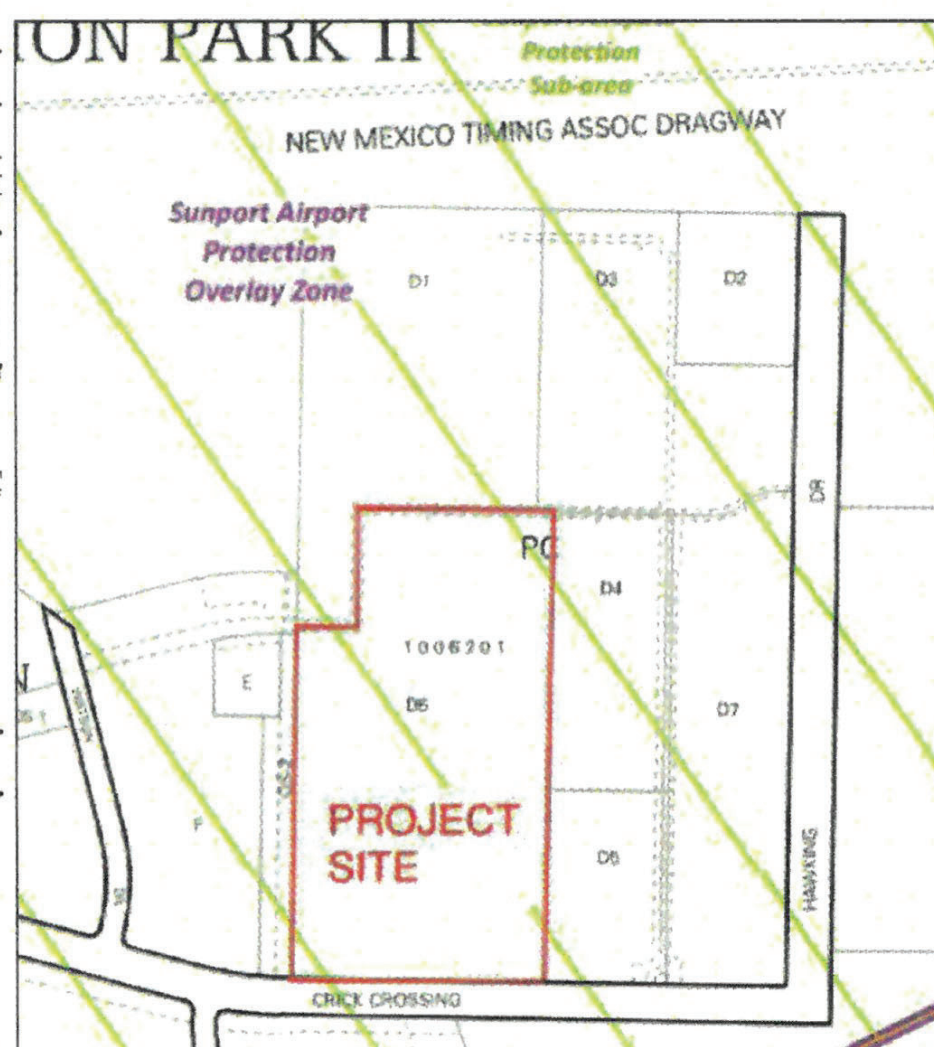 ION PARK II
Protection
Sub-area
NEW MEXICO TIMING ASSOC DRAGWAY
Sunport Airport
Protection
Overlay Zone
D1
D3
D2
DR
PC
D4
1006201
E
D6
D7
PROJECT
SITE
F
HAWKING
CRICK CROSSING